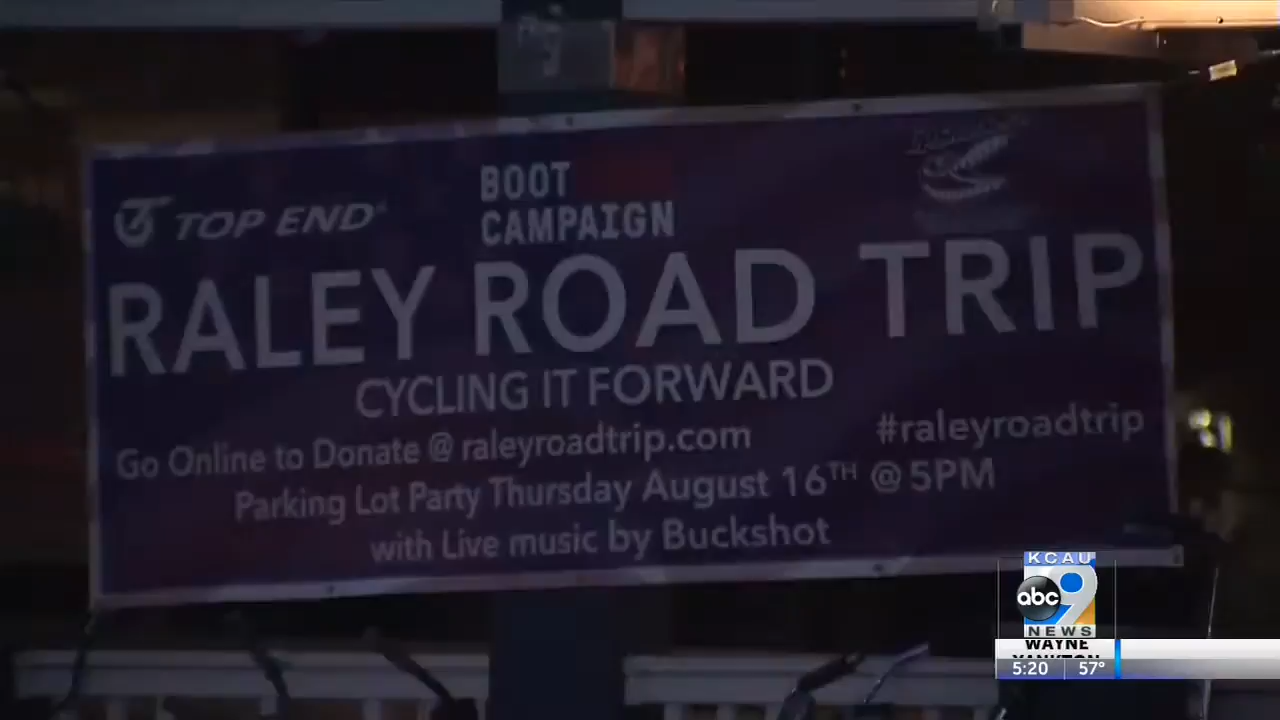 TOP END
BOOT
CAMPAIGN
RALEY ROAD TRIP
CYCLING IT FORWARD
Go Online to Donate @ raleyroadtrip.com
#raleyroadtrip
Parking Lot Party Thursday August 16TH @ 5PM
with Live music by Buckshot
KCAU
abc 9
NEWS
WAYNE
YANKTON
5:20 57°